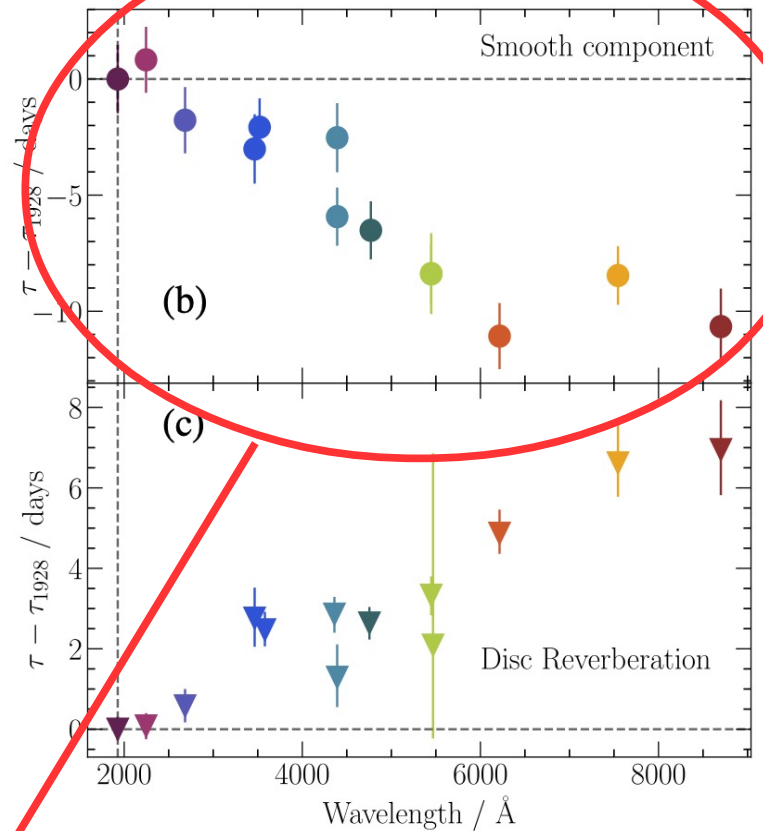 Smooth component
0
−5
−10
τ − τ1928 / days
(b)
(c)
8
6
4
2
0
τ − τ1928 / days
Disc Reverberation
2000 4000 6000 8000
Wavelength / Å